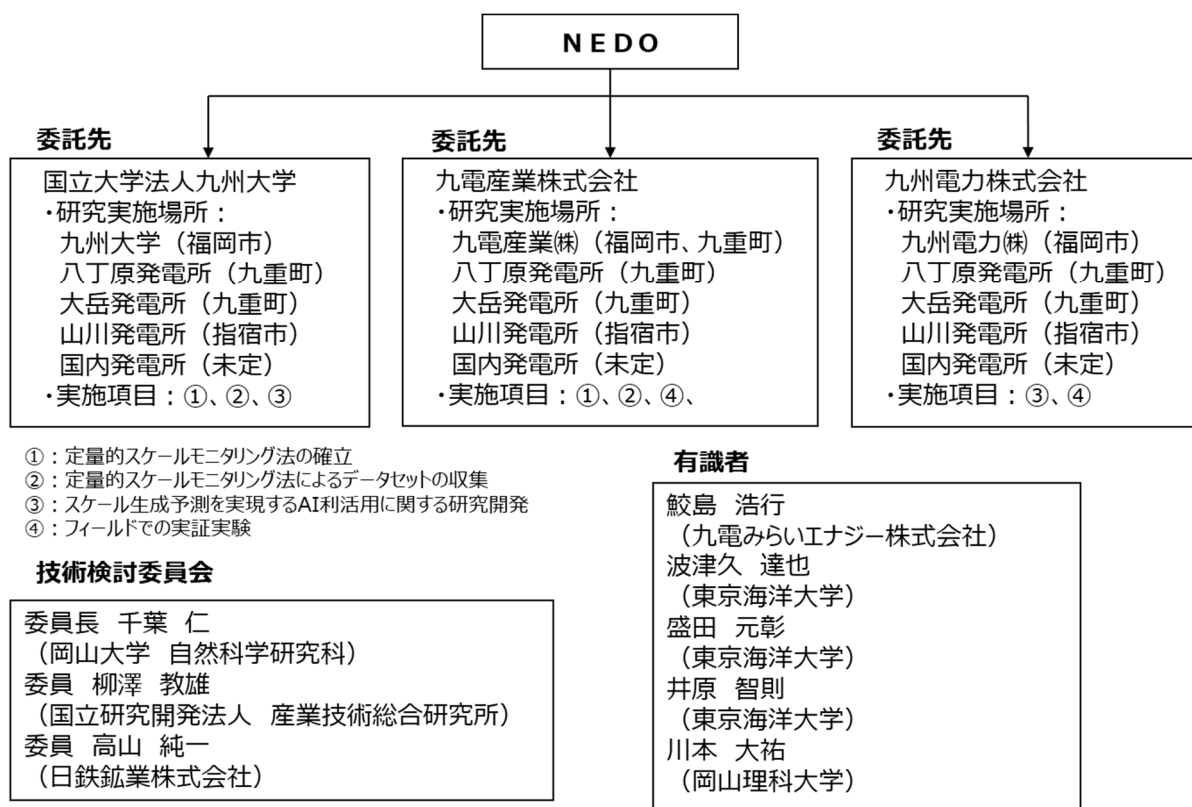 NEDO
委託先
国立大学法人九州大学
・研究実施場所：
九州大学（福岡市）
八丁原発電所（九重町）
大岳発電所（九重町）
山川発電所（指宿市）
国内発電所（未定）
・実施項目：①、②、③
委託先
九電産業株式会社
・研究実施場所：
九電産業㈱（福岡市、九重町）
八丁原発電所（九重町）
大岳発電所（九重町）
山川発電所（指宿市）
国内発電所（未定）
・実施項目：①、②、④、
委託先
九州電力株式会社
・研究実施場所：
九州電力㈱（福岡市）
八丁原発電所（九重町）
大岳発電所（九重町）
山川発電所（指宿市）
国内発電所（未定）
・実施項目：③、④
①：定量的スケールモニタリング法の確立
②：定量的スケールモニタリング法によるデータセットの収集
③：スケール生成予測を実現するAI利活用に関する研究開発
④：フィールドでの実証実験
技術検討委員会
委員長　千葉　仁
（岡山大学　自然科学研究科）
委員　柳澤　教雄
（国立研究開発法人　産業技術総合研究所）
委員　高山　純一
（日鉄鉱業株式会社）
有識者
鮫島　浩行
（九電みらいエナジー株式会社）
波津久　達也
（東京海洋大学）
盛田　元彰
（東京海洋大学）
井原　智則
（東京海洋大学）
川本　大祐
（岡山理科大学）